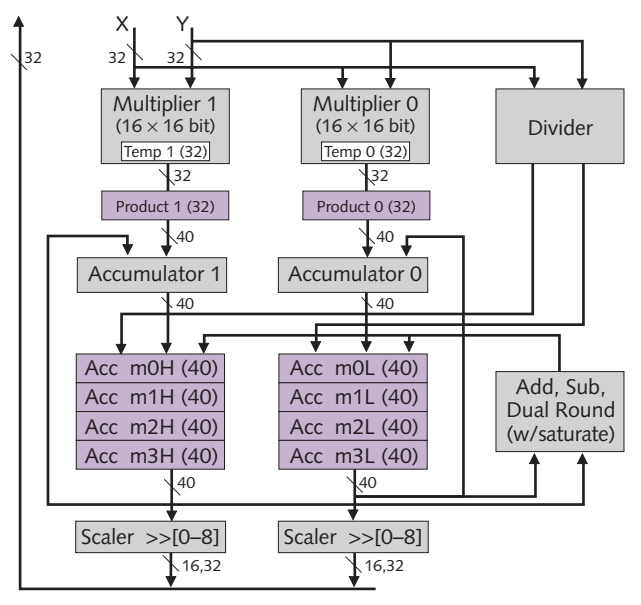 X Y
32
32 32
Multiplier 1
(16 × 16 bit)
Temp 1 (32)
Multiplier 0
(16 × 16 bit)
Temp 0 (32)
Divider
32
32
Product 1 (32)
Product 0 (32)
40
40
Accumulator 1
Accumulator 0
40
40
Acc m0H (40)
Acc m1H (40)
Acc m2H (40)
Acc m3H (40)
Acc m0L (40)
Acc m1L (40)
Acc m2L (40)
Acc m3L (40)
Add, Sub,
Dual Round
(w/saturate)
40
40
Scaler >>[0–8]
Scaler >>[0–8]
16,32
16,32